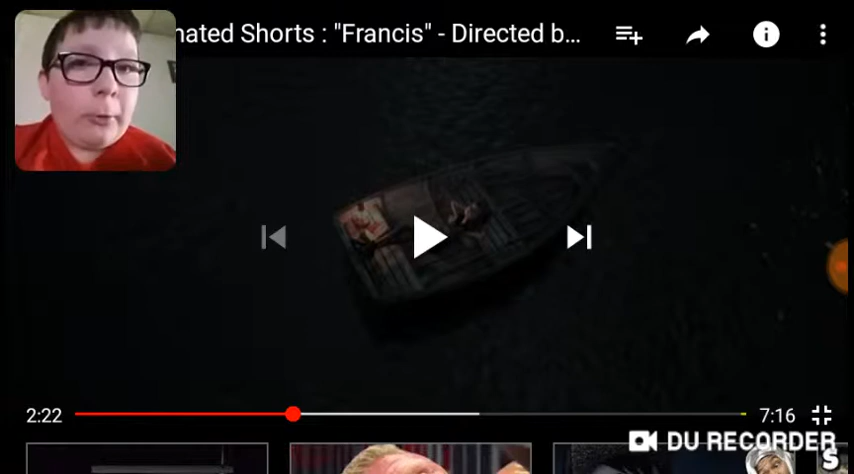 nated Shorts : "Francis" - Directed b...
2:22
7:16
DU RECORDER
S